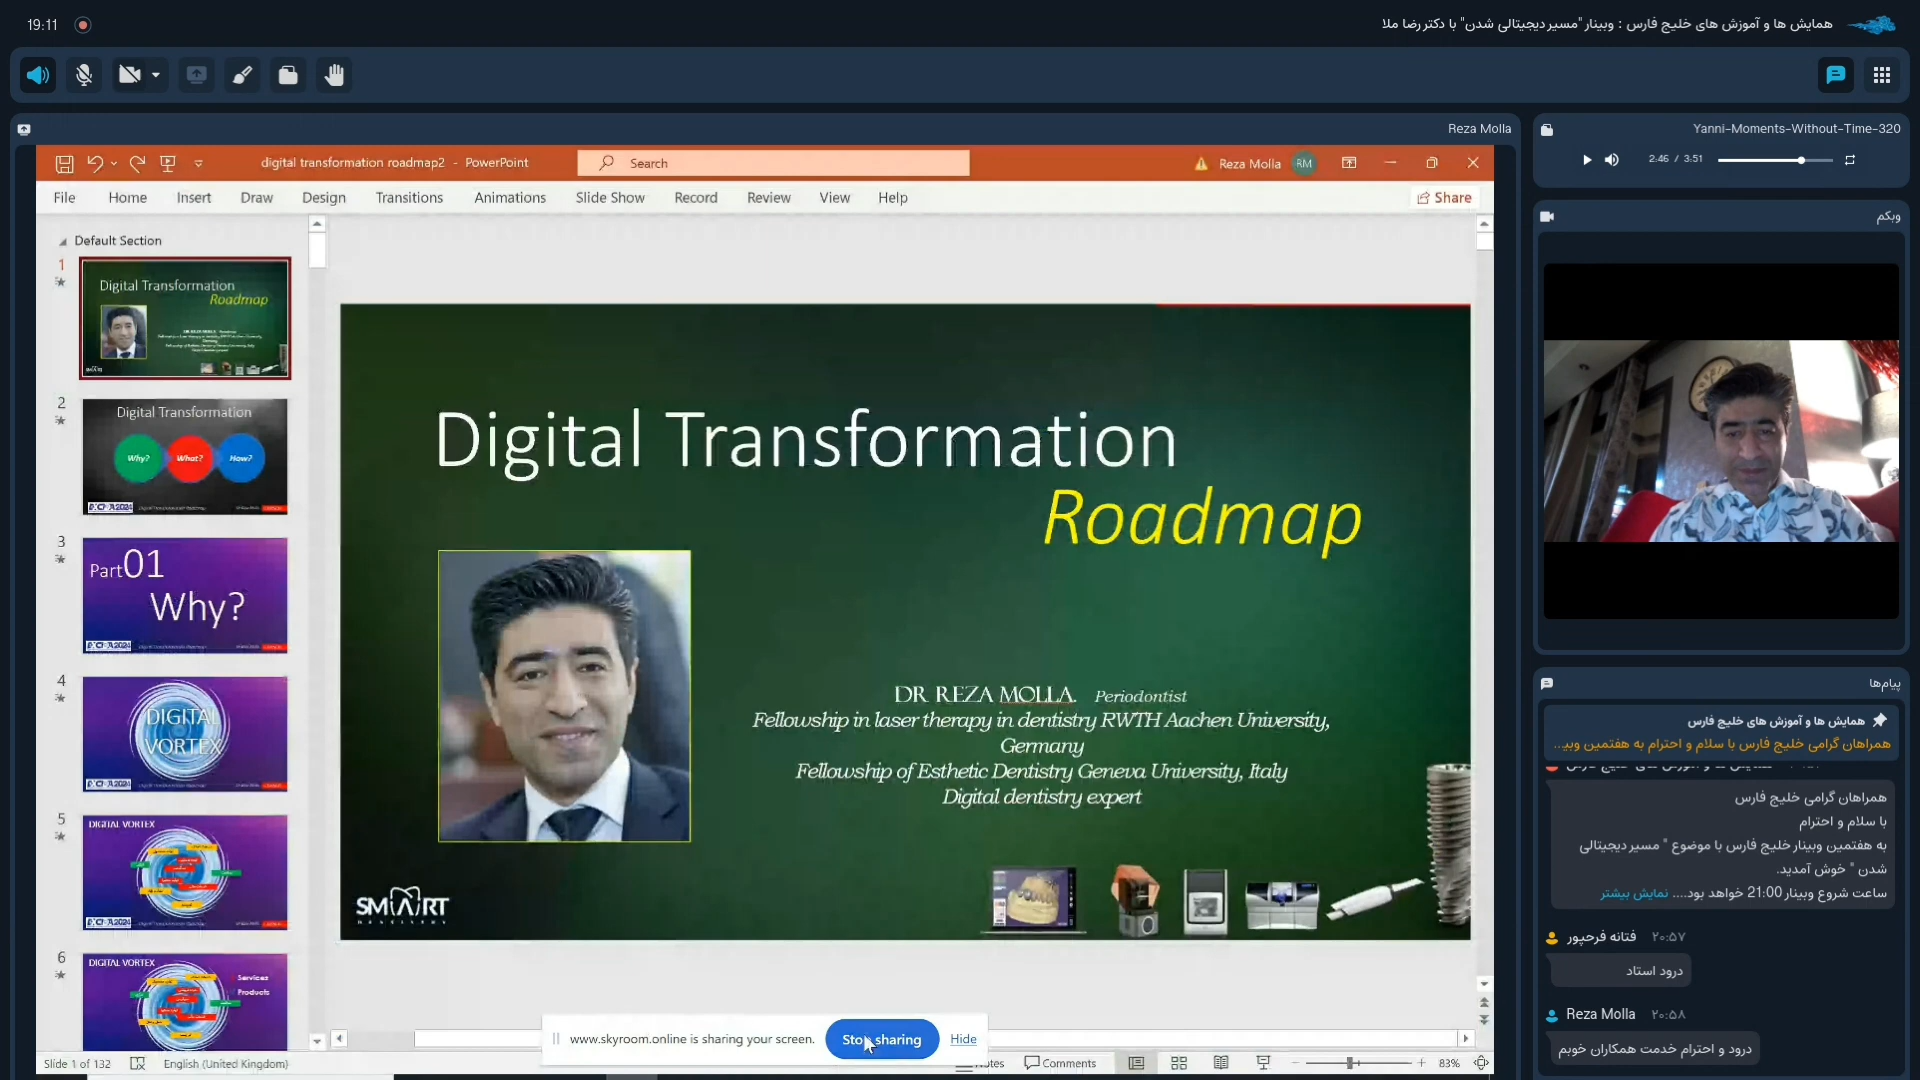 19:11
همایش ها و آموزش های خلیج فارس : وبینار "مسیر دیجیتالی شدن" با دکتر رضا ملا
Reza Molla
digital transformation roadmap2 - PowerPoint
Search
Reza Molla RM
File Home Insert Draw Design Transitions Animations Slide Show Record Review View Help
Share
Default Section
1
Digital Transformation
Roadmap
2
Digital Transformation
Why? What? How?
3
Part01
Why?
4
DIGITAL
VORTEX
5
DIGITAL VORTEX
6
DIGITAL VORTEX
Services
Products
Digital Transformation
Roadmap
DR REZA MOLLA. Periodontist
Fellowship in laser therapy in dentistry RWTH Aachen University,
Germany
Fellowship of Esthetic Dentistry Geneva University, Italy
Digital dentistry expert
SMART
www.skyroom.online is sharing your screen.
Stop sharing
Hide
Slide 1 of 132
English (United Kingdom)
Comments
83%
Yanni-Moments-Without-Time-320
2:46 / 3:51
وبکم
پیام‌ها
همایش ها و آموزش های خلیج فارس
همراهان گرامی خلیج فارس با سلام و احترام به هفتمین وبی...
همراهان گرامی خلیج فارس
با سلام و احترام
به هفتمین وبینار خلیج فارس با موضوع " مسیر دیجیتالی
شدن " خوش آمدید.
ساعت شروع وبینار 21:00 خواهد بود.... نمایش بیشتر
فتانه فرحپور ۲۰:۵۷
درود استاد
Reza Molla ۲۰:۵۸
درود و احترام خدمت همکاران خوبم